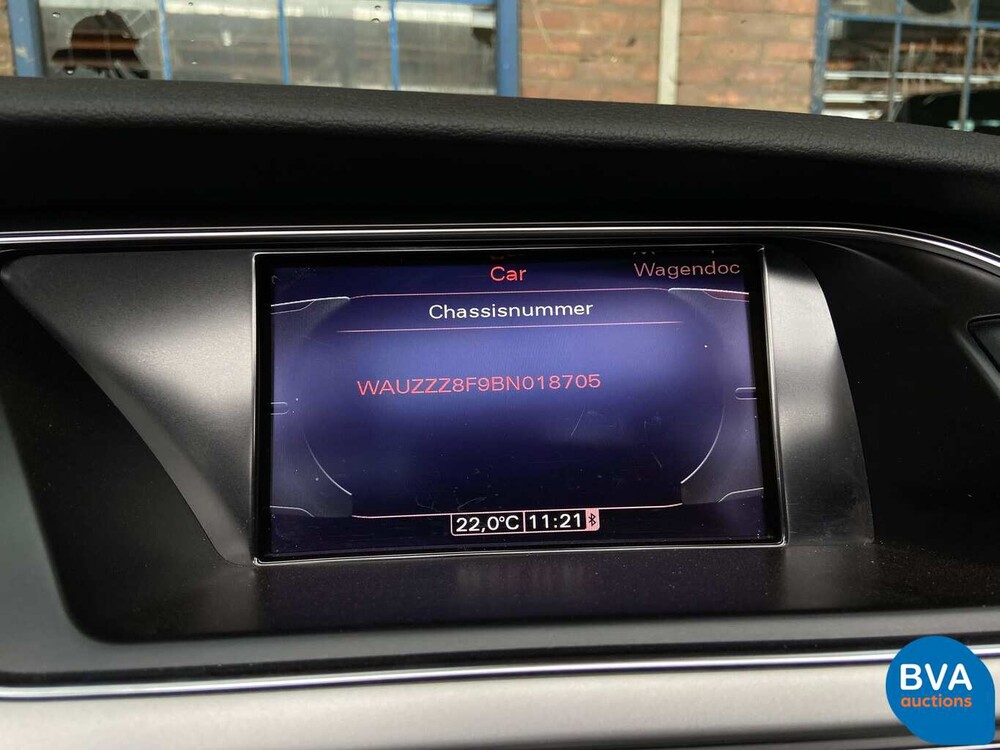 Car
Wagendoc
Chassisnummer
WAUZZZ8F9BN018705
22,0°C 11:21
BVA
auctions